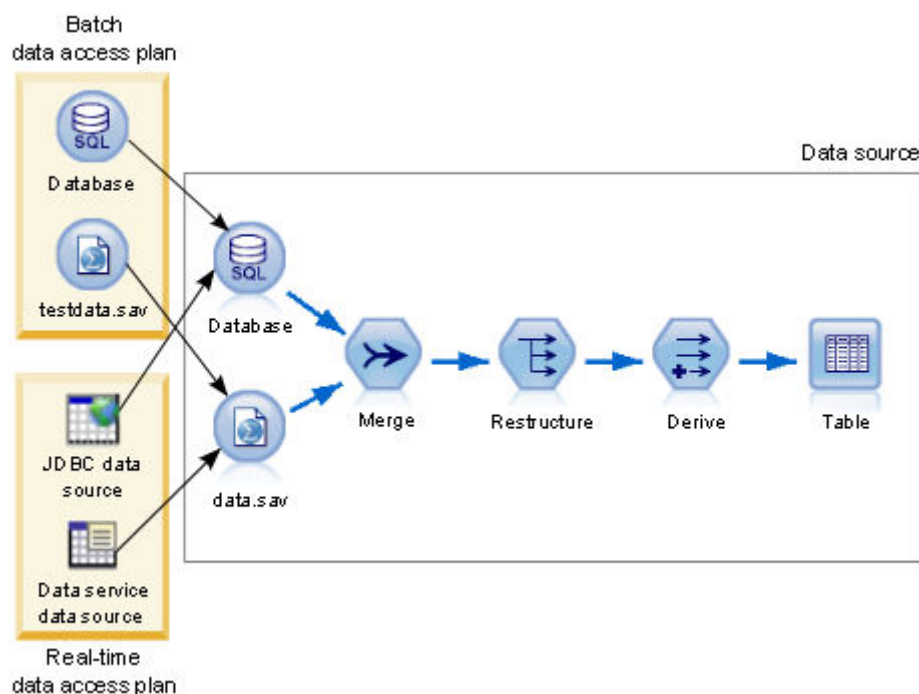 Batch
data access plan
SQL
Database
testdata.sav
JDBC data
source
Data service
data source
Real-time
data access plan
Data source
SQL
Database
data.sav
Merge
Restructure
Derive
Table